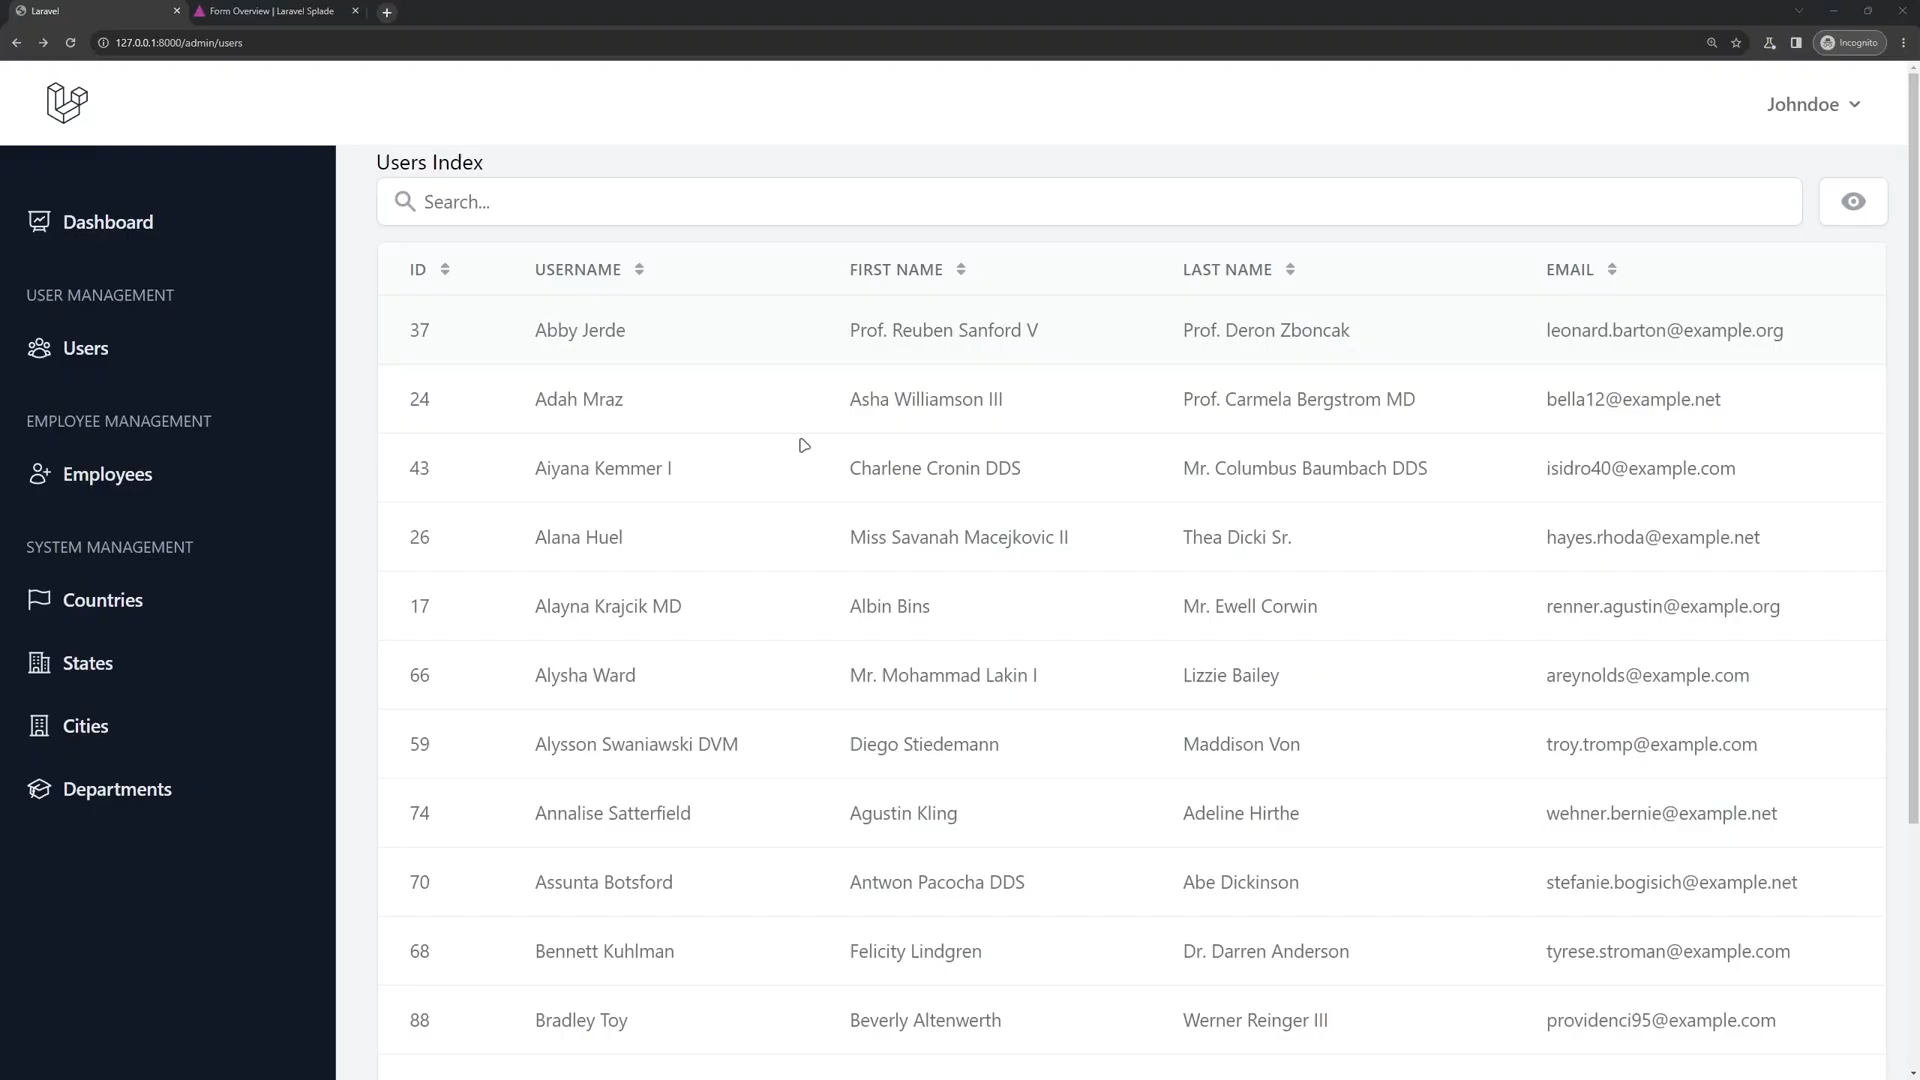 Laravel
Form Overview | Laravel Splade
127.0.0.1:8000/admin/users
Incognito
Johndoe
Dashboard
USER MANAGEMENT
Users
EMPLOYEE MANAGEMENT
Employees
SYSTEM MANAGEMENT
Countries
States
Cities
Departments
Users Index
Search...
ID USERNAME FIRST NAME LAST NAME EMAIL
37 Abby Jerde Prof. Reuben Sanford V Prof. Deron Zboncak leonard.barton@example.org
24 Adah Mraz Asha Williamson III Prof. Carmela Bergstrom MD bella12@example.net
43 Aiyana Kemmer I Charlene Cronin DDS Mr. Columbus Baumbach DDS isidro40@example.com
26 Alana Huel Miss Savanah Macejkovic II Thea Dicki Sr. hayes.rhoda@example.net
17 Alayna Krajcik MD Albin Bins Mr. Ewell Corwin renner.agustin@example.org
66 Alysha Ward Mr. Mohammad Lakin I Lizzie Bailey areynolds@example.com
59 Alysson Swaniawski DVM Diego Stiedemann Maddison Von troy.tromp@example.com
74 Annalise Satterfield Agustin Kling Adeline Hirthe wehner.bernie@example.net
70 Assunta Botsford Antwon Pacocha DDS Abe Dickinson stefanie.bogisich@example.net
68 Bennett Kuhlman Felicity Lindgren Dr. Darren Anderson tyrese.stroman@example.com
88 Bradley Toy Beverly Altenwerth Werner Reinger III providenci95@example.com